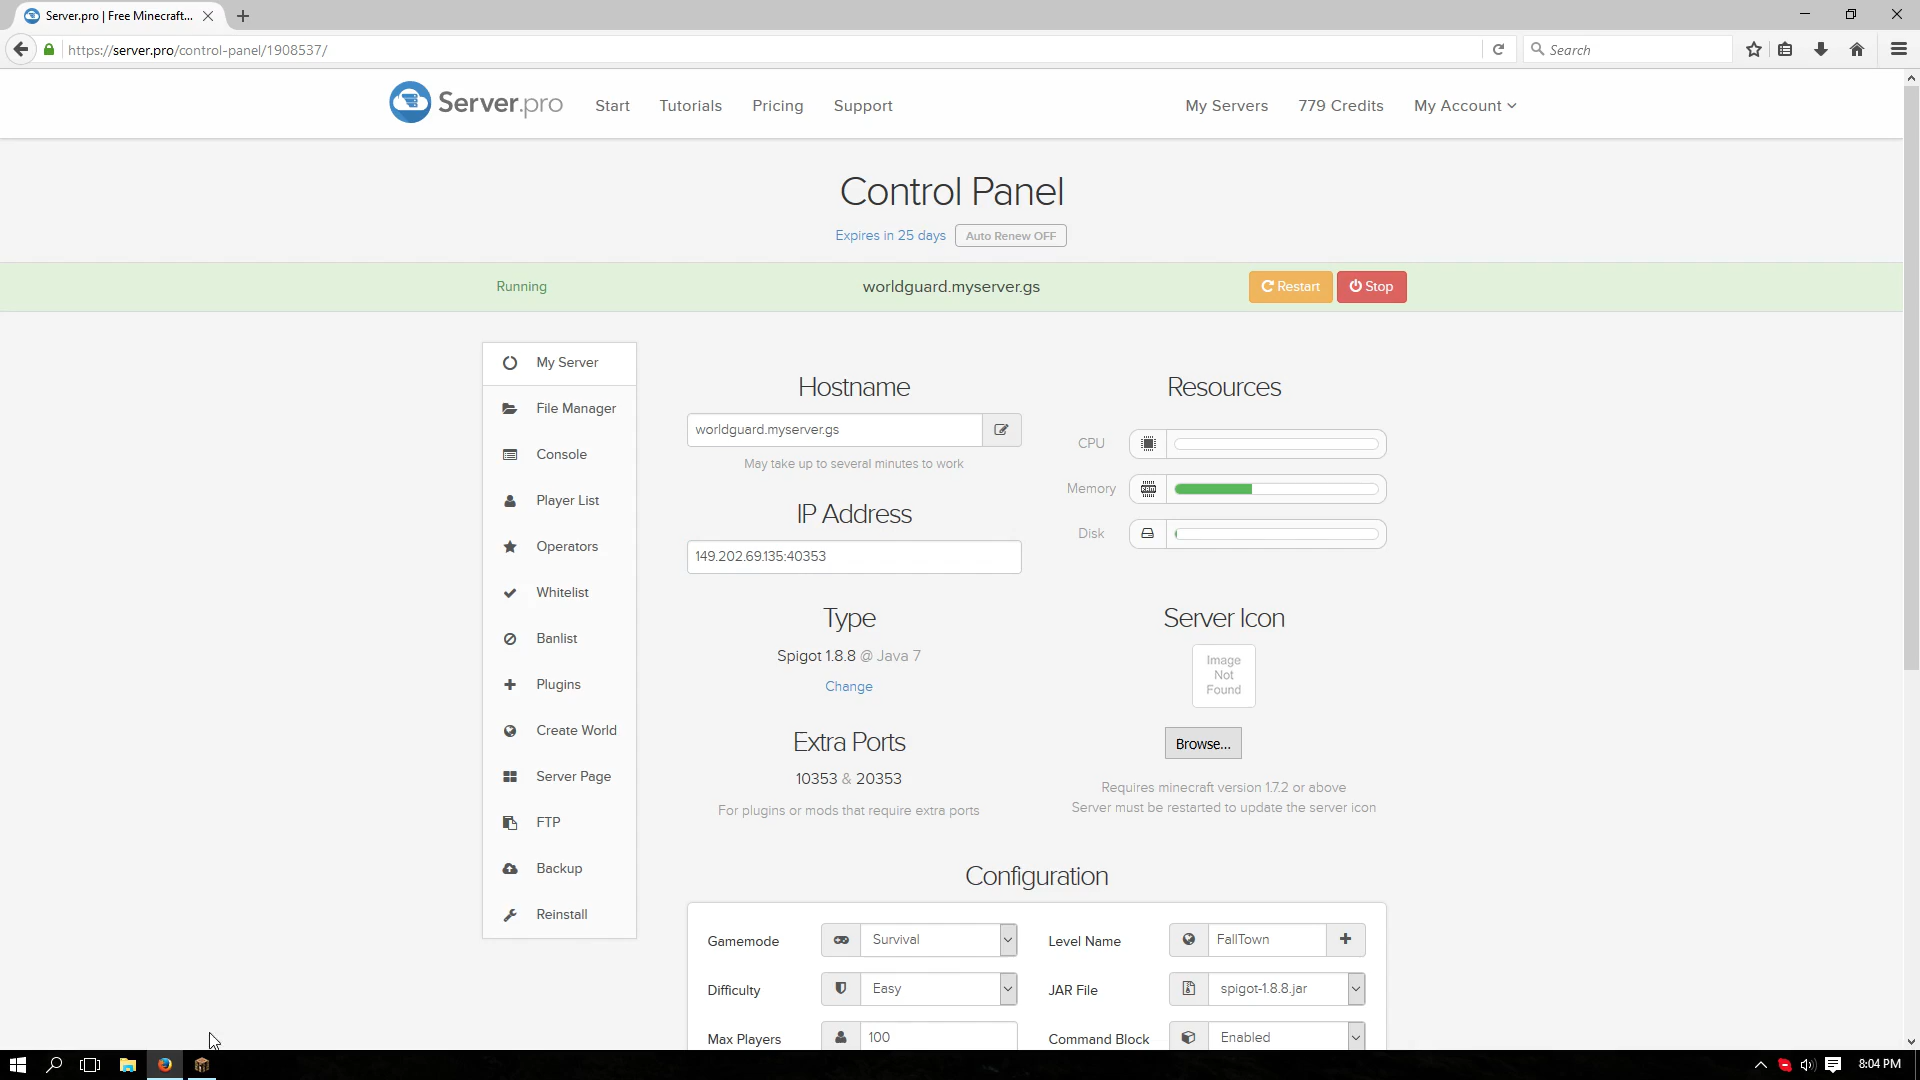 Server.pro | Free Minecraft...
https://server.pro/control-panel/1908537/
Search
Server.pro
Start
Tutorials
Pricing
Support
My Servers
779 Credits
My Account
Control Panel
Expires in 25 days
Auto Renew OFF
Running
worldguard.myserver.gs
Restart
Stop
My Server
File Manager
Console
Player List
Operators
Whitelist
Banlist
Plugins
Create World
Server Page
FTP
Backup
Reinstall
Hostname
worldguard.myserver.gs
May take up to several minutes to work
IP Address
149.202.69.135:40353
Type
Spigot 1.8.8 @ Java 7
Change
Extra Ports
10353 & 20353
For plugins or mods that require extra ports
Resources
CPU
Memory
Disk
Server Icon
Image
Not
Found
Browse...
Requires minecraft version 1.7.2 or above
Server must be restarted to update the server icon
Configuration
Gamemode
Survival
Level Name
FallTown
Difficulty
Easy
JAR File
spigot-1.8.8.jar
Max Players
100
Command Block
Enabled
8:04 PM